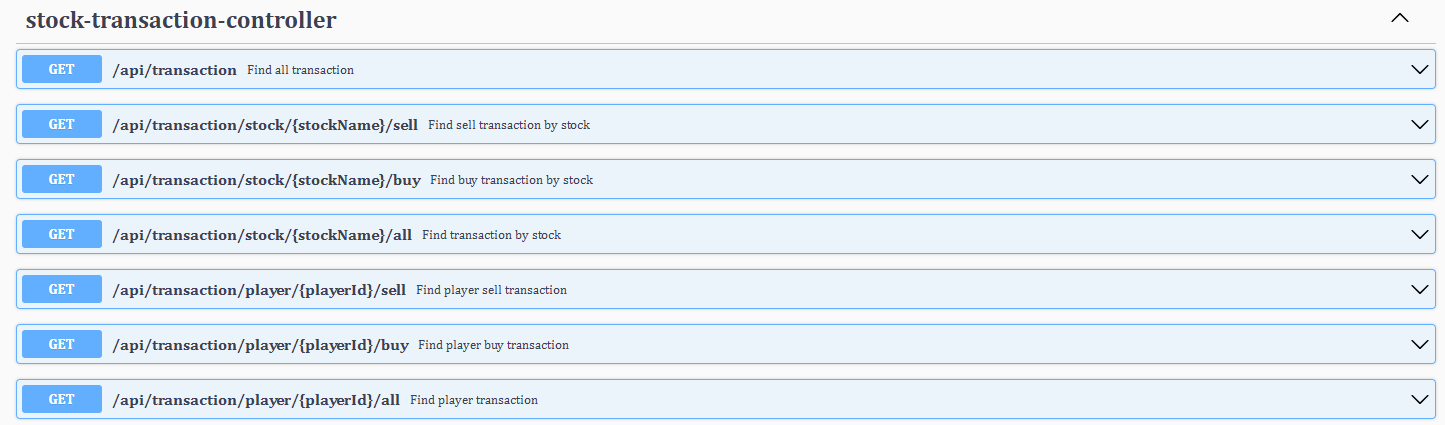 stock-transaction-controller
GET /api/transaction Find all transaction
GET /api/transaction/stock/{stockName}/sell Find sell transaction by stock
GET /api/transaction/stock/{stockName}/buy Find buy transaction by stock
GET /api/transaction/stock/{stockName}/all Find transaction by stock
GET /api/transaction/player/{playerId}/sell Find player sell transaction
GET /api/transaction/player/{playerId}/buy Find player buy transaction
GET /api/transaction/player/{playerId}/all Find player transaction